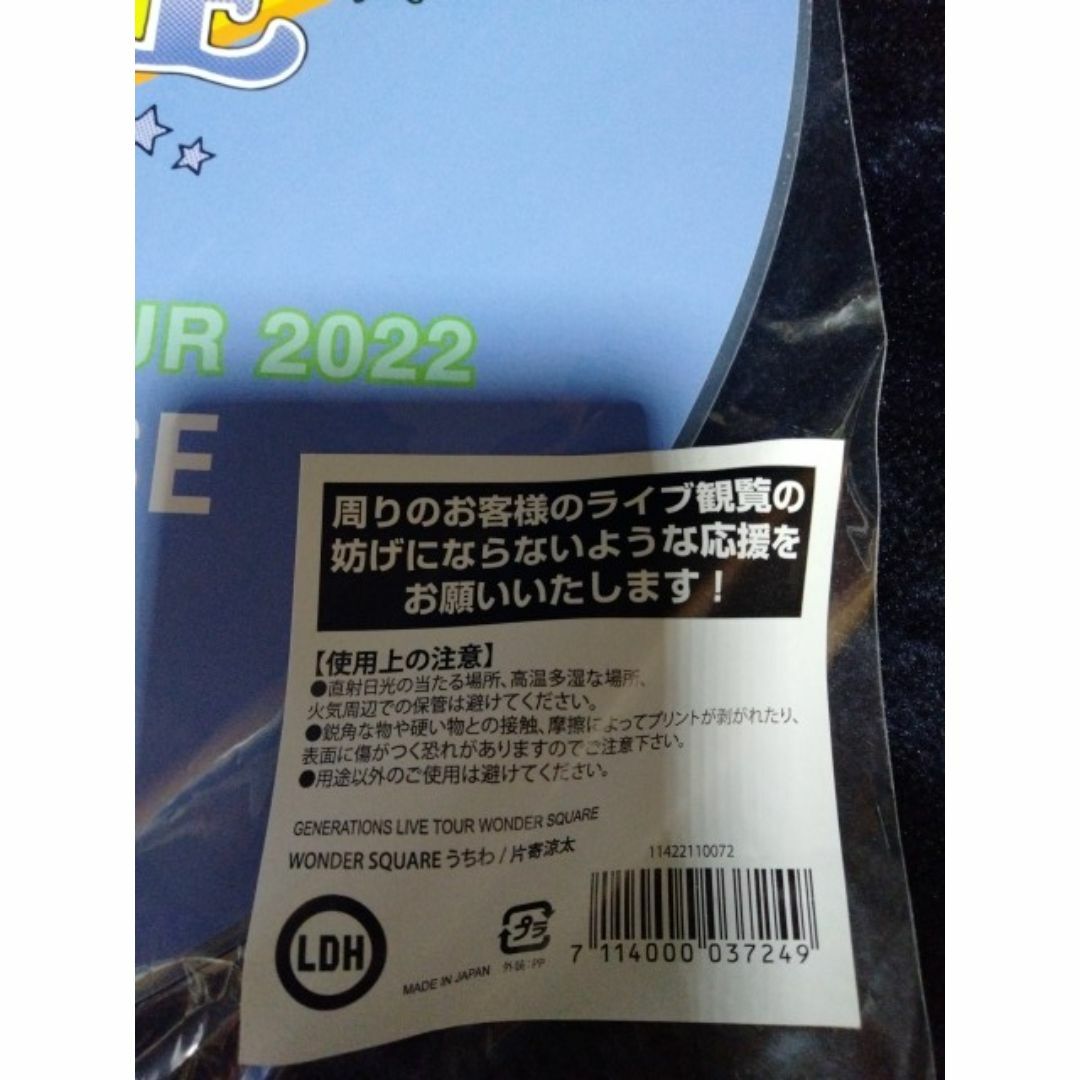 E
UR 2022
SE
周りのお客様のライブ観覧の
妨げにならないような応援を
お願いいたします!
【使用上の注意】
●直射日光の当たる場所、高温多湿な場所、
火気周辺での保管は避けてください。
●鋭角な物や硬い物との接触、摩擦によってプリントが剥がれたり、
表面に傷がつく恐れがありますのでご注意下さい。
●用途以外のご使用は避けてください。
GENERATIONS LIVE TOUR WONDER SQUARE
WONDER SQUARE うちわ / 片寄涼太
11422110072
LDH
MADE IN JAPAN
プラ
外装:PP
7 114000 037249